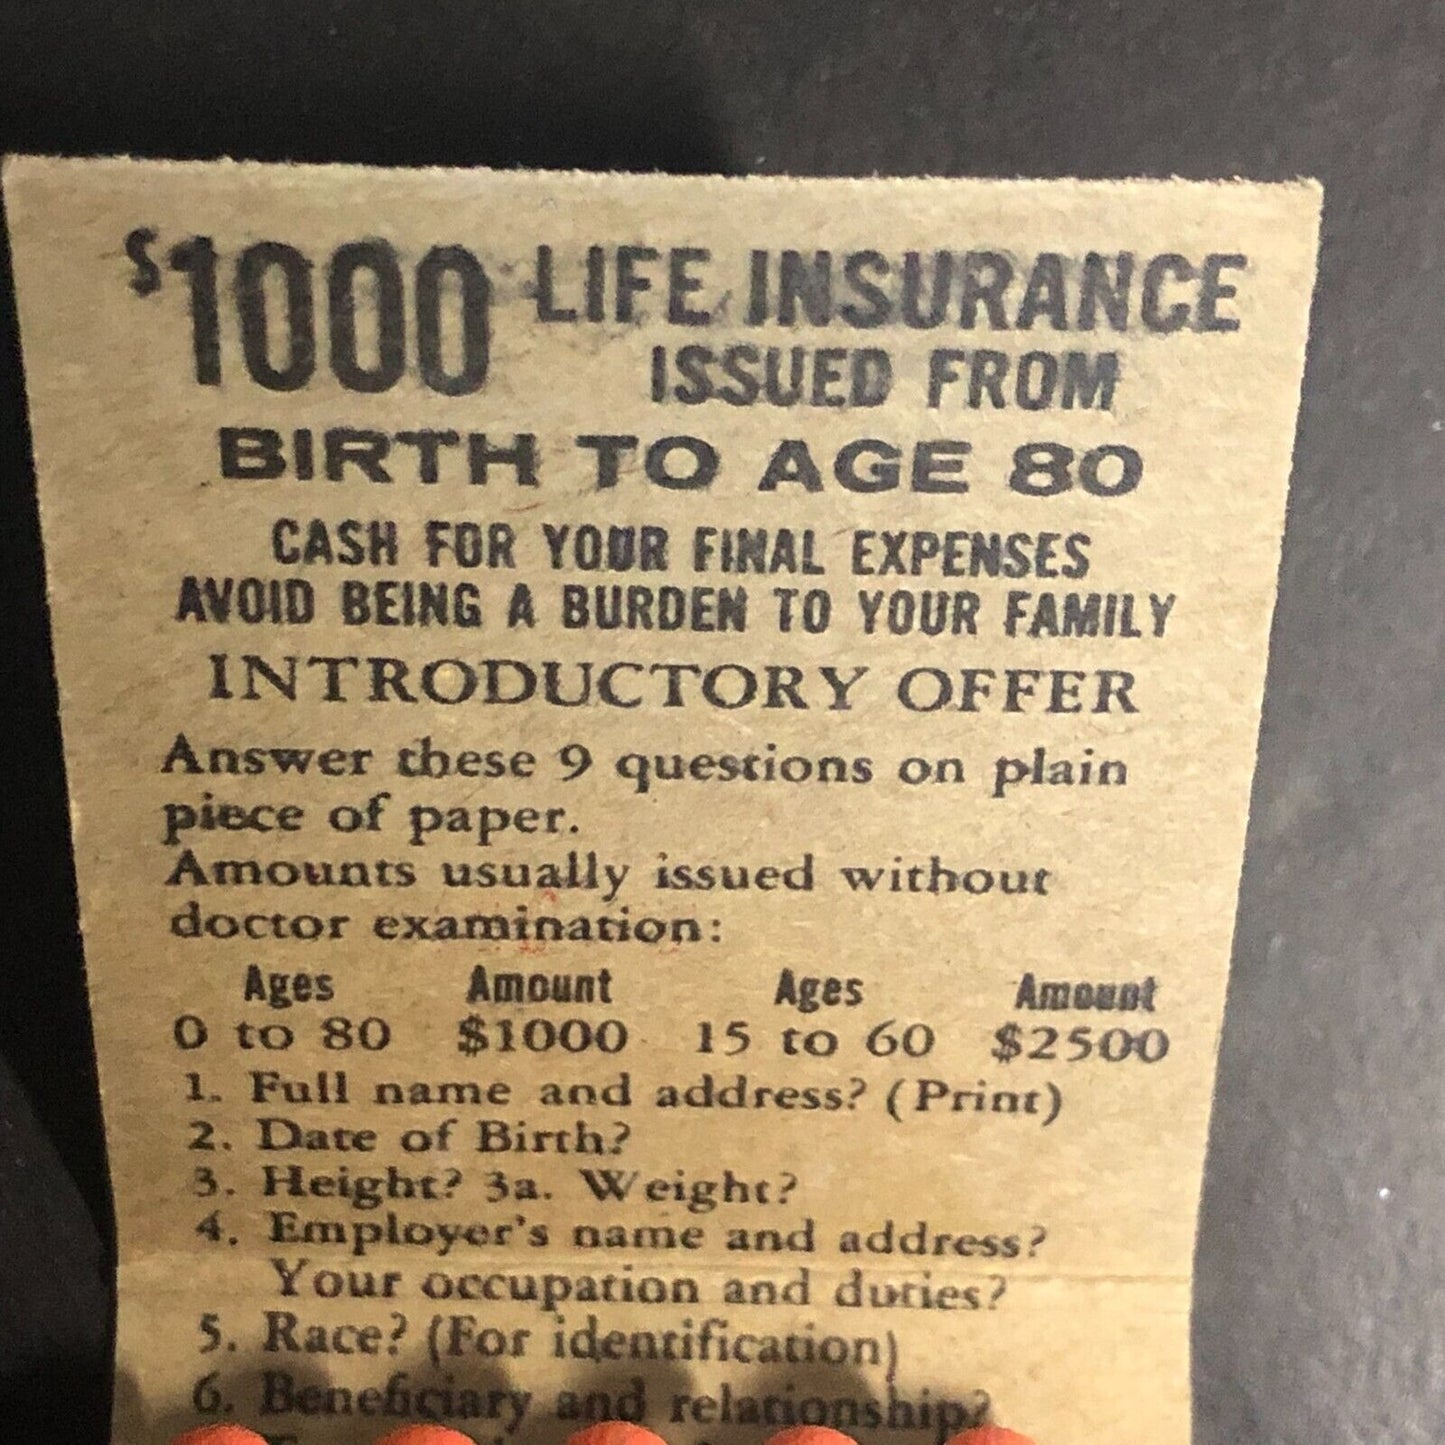 $1000 LIFE INSURANCE
ISSUED FROM
BIRTH TO AGE 80
CASH FOR YOUR FINAL EXPENSES
AVOID BEING A BURDEN TO YOUR FAMILY
INTRODUCTORY OFFER
Answer these 9 questions on plain
piece of paper.
Amounts usually issued without
doctor examination:
Ages Amount Ages Amount
0 to 80 $1000 15 to 60 $2500
1. Full name and address? (Print)
2. Date of Birth?
3. Height? 3a. Weight?
4. Employer's name and address?
Your occupation and duties?
5. Race? (For identification)
6. Beneficiary and relationship?